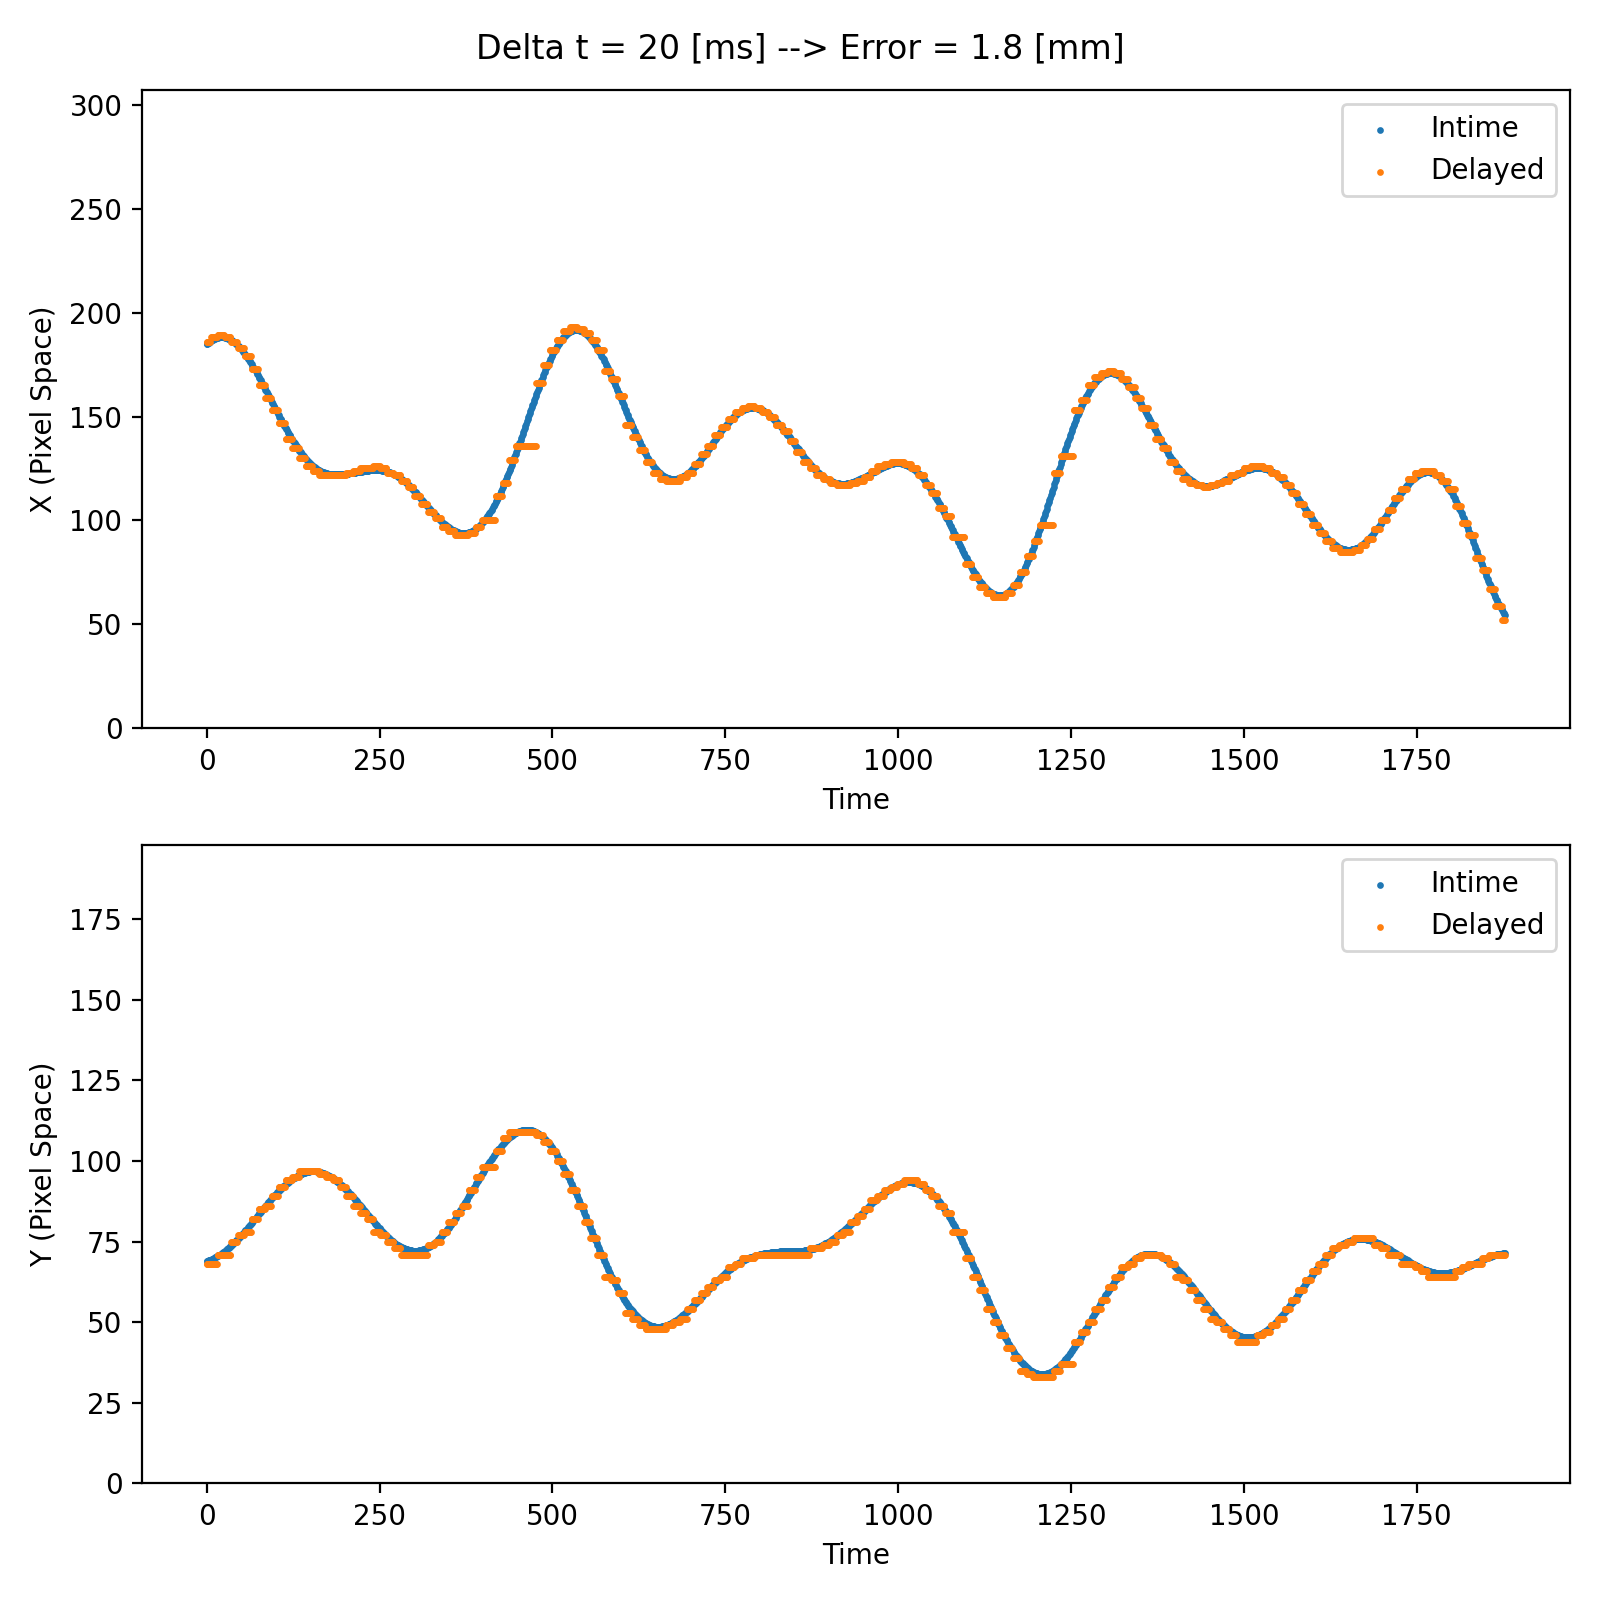 Delta t = 20 [ms] --> Error = 1.8 [mm]
300
250
200
150
100
50
0
X (Pixel Space)
Intime
Delayed
0 250 500 750 1000 1250 1500 1750
Time
175
150
125
100
75
50
25
0
Y (Pixel Space)
Intime
Delayed
0 250 500 750 1000 1250 1500 1750
Time